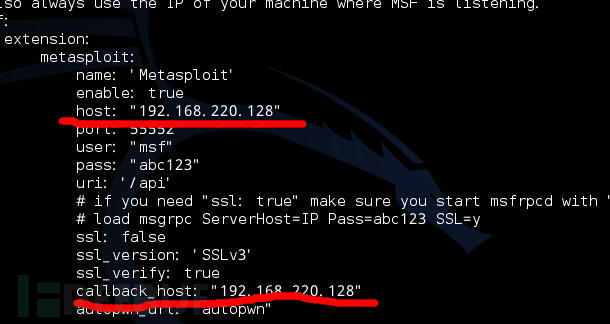 lso always use the IP of your machine where MSF is listening.
f:
extension:
metasploit:
name: 'Metasploit'
enable: true
host: "192.168.220.128"
port: 55552
user: "msf"
pass: "abc123"
uri: '/api'
# if you need "ssl: true" make sure you start msfrpcd with "
# load msgrpc ServerHost=IP Pass=abc123 SSL=y
ssl: false
ssl_version: 'SSLv3'
ssl_verify: true
callback_host: "192.168.220.128"
autopwn_url: "autopwn"